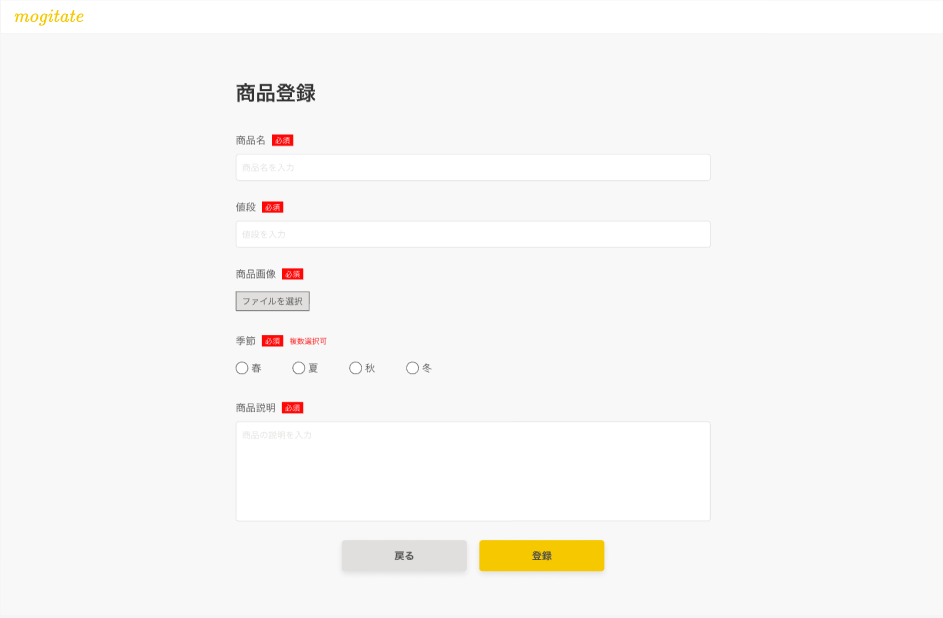 mogitate
商品登録
商品名 必須
商品名を入力
値段 必須
値段を入力
商品画像 必須
ファイルを選択
季節 必須 複数選択可
春 夏 秋 冬
商品説明 必須
商品の説明を入力
戻る 登録